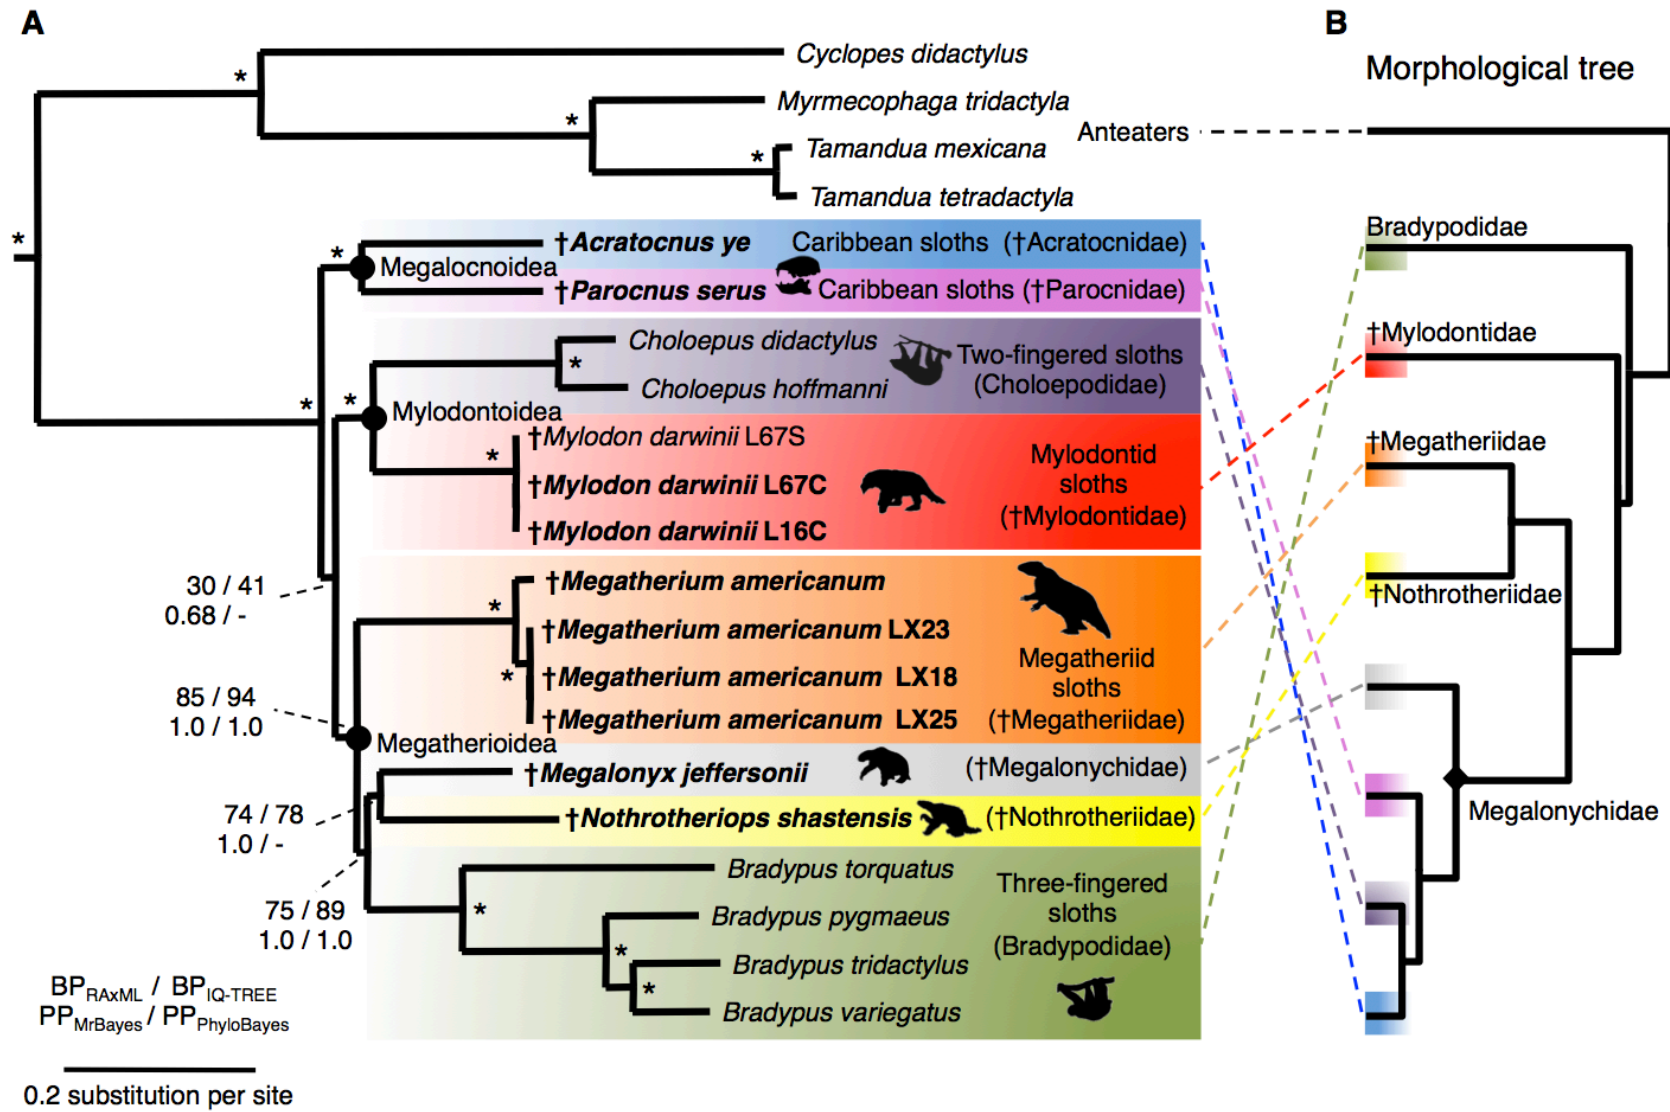 A
Cyclopes didactylus
Myrmecophaga tridactyla
Tamandua mexicana
Tamandua tetradactyla
*
*
*
*
*
†Acratocnus ye Caribbean sloths (†Acratocnidae)
Megalocnoidea
†Parocnus serus Caribbean sloths (†Parocnidae)
Choloepus didactylus
*
Choloepus hoffmanni
Two-fingered sloths
(Choloepodidae)
*
*
Mylodontoidea
†Mylodon darwinii L67S
*
†Mylodon darwinii L67C
†Mylodon darwinii L16C
Mylodontid
sloths
(†Mylodontidae)
30 / 41
0.68 / -
†Megatherium americanum
*
†Megatherium americanum LX23
†Megatherium americanum LX18
*
†Megatherium americanum LX25
Megatheriid
sloths
(†Megatheriidae)
85 / 94
1.0 / 1.0
Megatherioidea
†Megalonyx jeffersonii (†Megalonychidae)
74 / 78
1.0 / -
†Nothrotheriops shastensis (†Nothrotheriidae)
Bradypus torquatus
*
Bradypus pygmaeus
*
Bradypus tridactylus
*
Bradypus variegatus
Three-fingered
sloths
(Bradypodidae)
75 / 89
1.0 / 1.0
BPRAxML / BPIQ-TREE
PPMrBayes / PPPhyloBayes
0.2 substitution per site
B
Morphological tree
Anteaters
Bradypodidae
†Mylodontidae
†Megatheriidae
†Nothrotheriidae
Megalonychidae